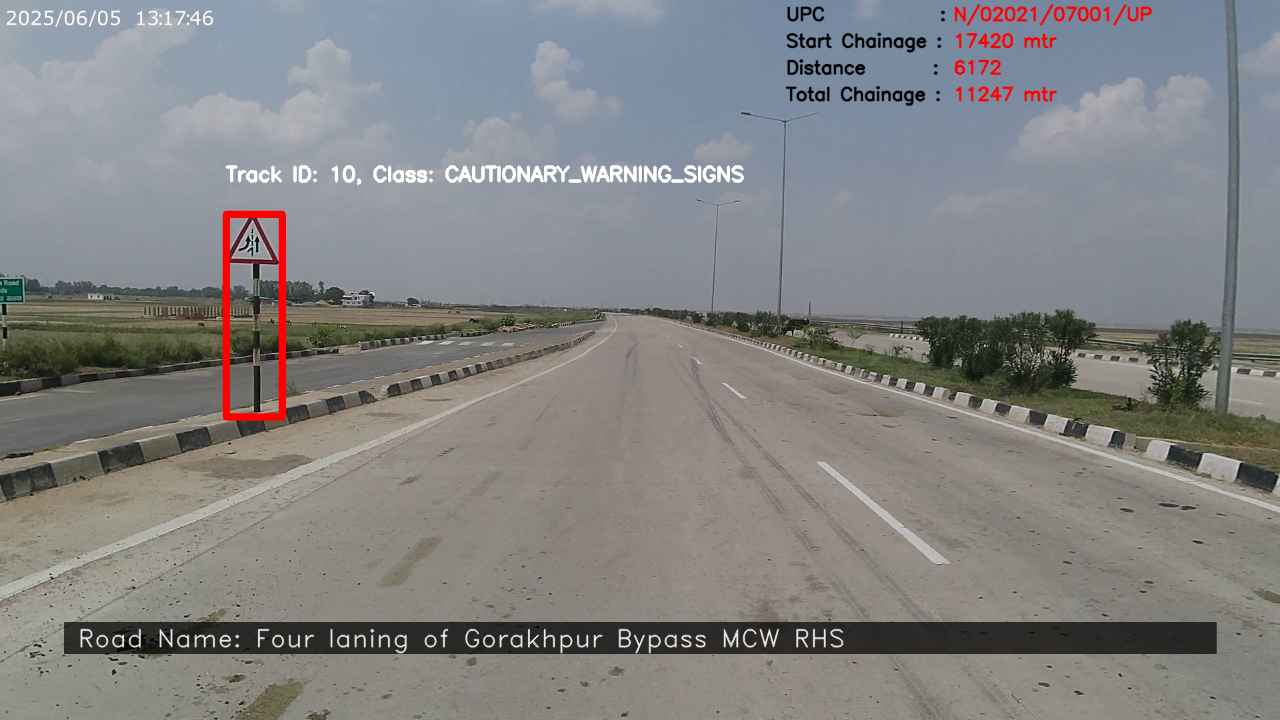 2025/06/05 13:17:46
UPC : N/02021/07001/UP
Start Chainage : 17420 mtr
Distance : 6172
Total Chainage : 11247 mtr
Track ID: 10, Class: CAUTIONARY_WARNING_SIGNS
Road Name: Four laning of Gorakhpur Bypass MCW RHS